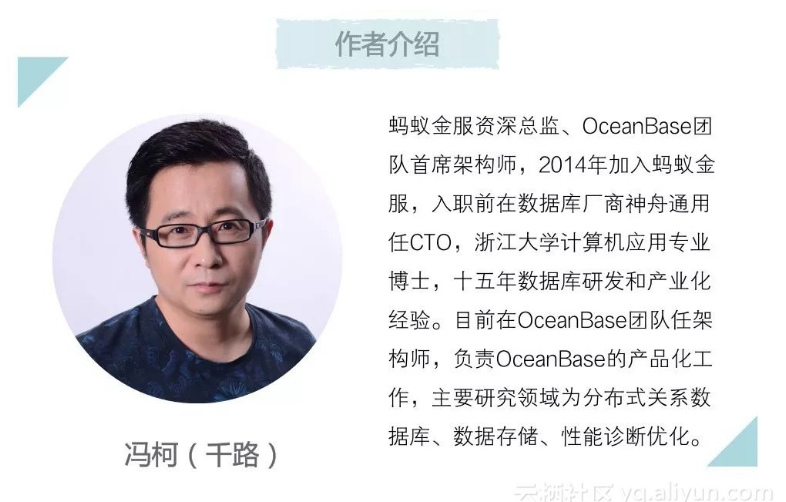 作者介绍
蚂蚁金服资深总监、OceanBase团
队首席架构师，2014年加入蚂蚁金
服，入职前在数据库厂商神舟通用
任CTO，浙江大学计算机应用专业
博士，十五年数据库研发和产业化
经验。目前在OceanBase团队任架
构师，负责OceanBase的产品化工
作，主要研究领域为分布式关系数
据库、数据存储、性能诊断优化。
冯柯（千路）
云栖社区 yq.aliyun.com